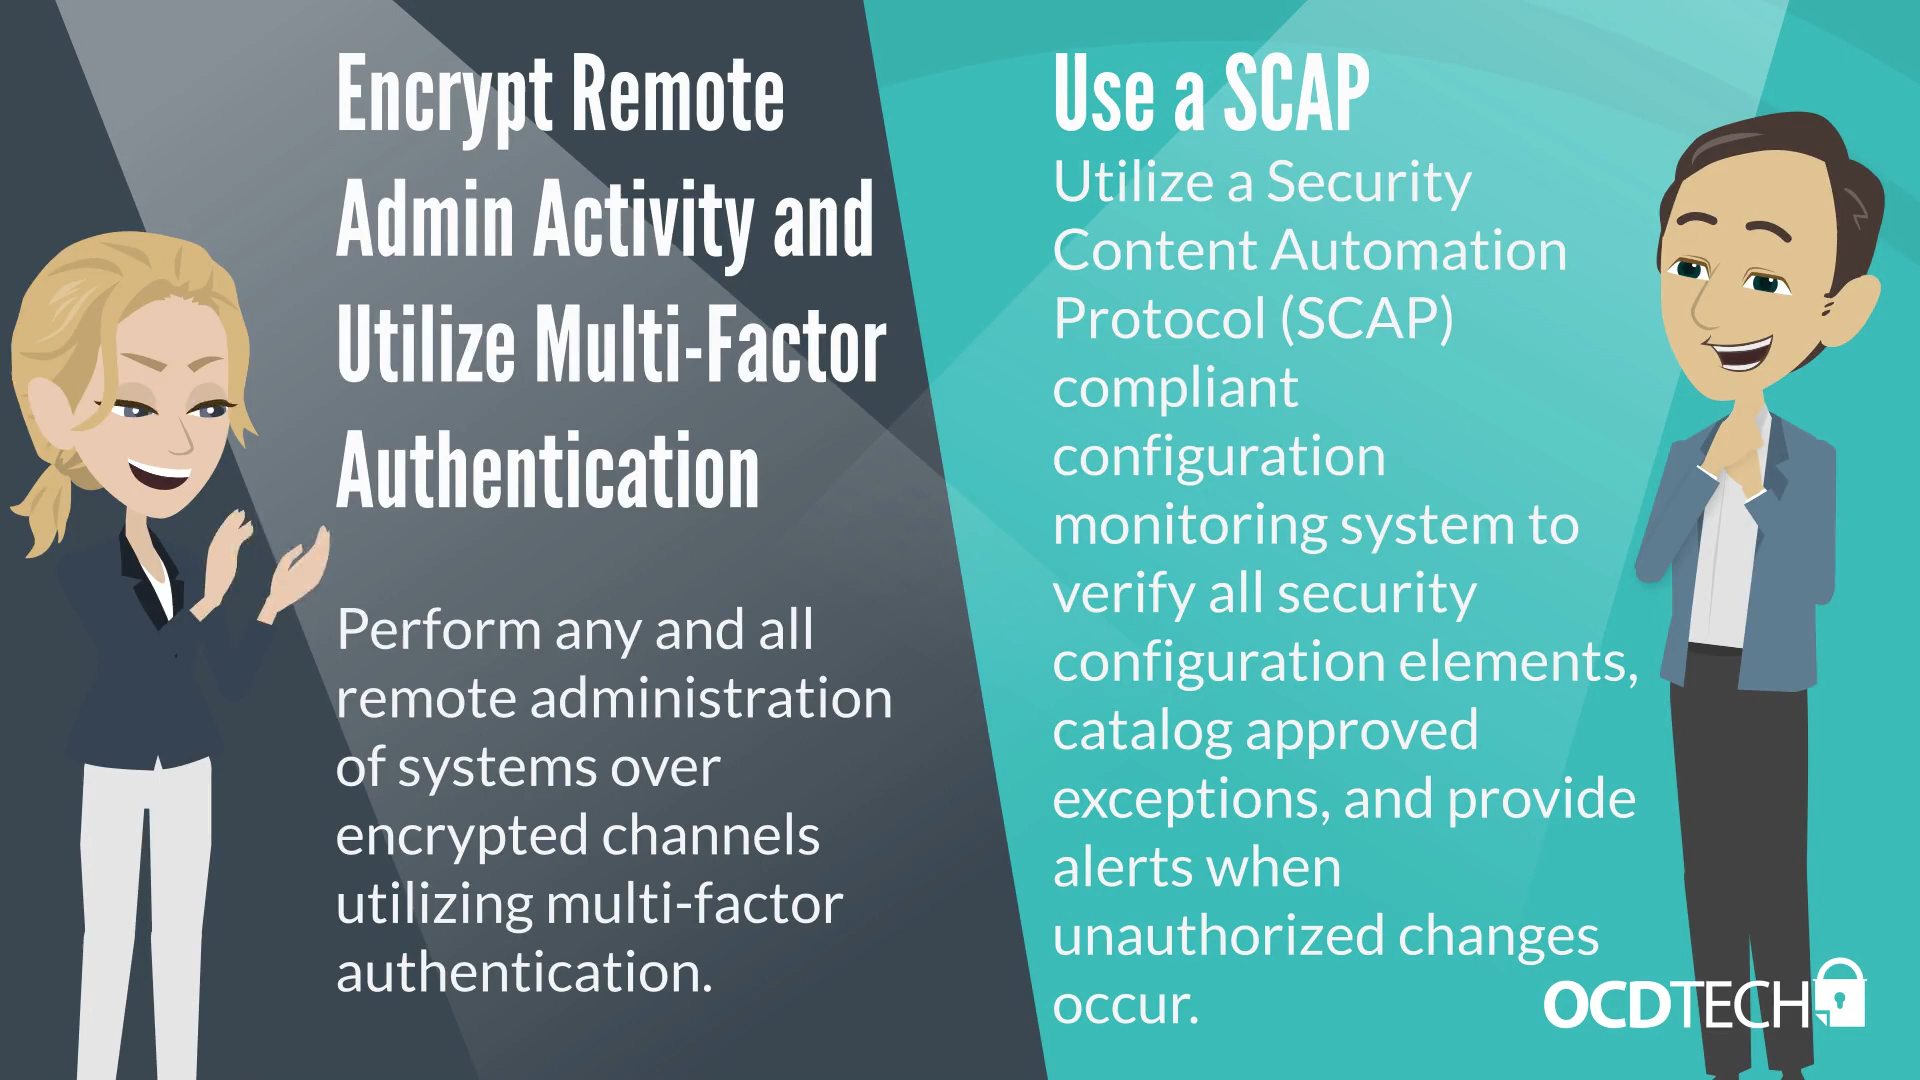 Encrypt Remote
Admin Activity and
Utilize Multi-Factor
Authentication
Perform any and all
remote administration
of systems over
encrypted channels
utilizing multi-factor
authentication.
Use a SCAP
Utilize a Security
Content Automation
Protocol (SCAP)
compliant
configuration
monitoring system to
verify all security
configuration elements,
catalog approved
exceptions, and provide
alerts when
unauthorized changes
occur.
OCDTECH